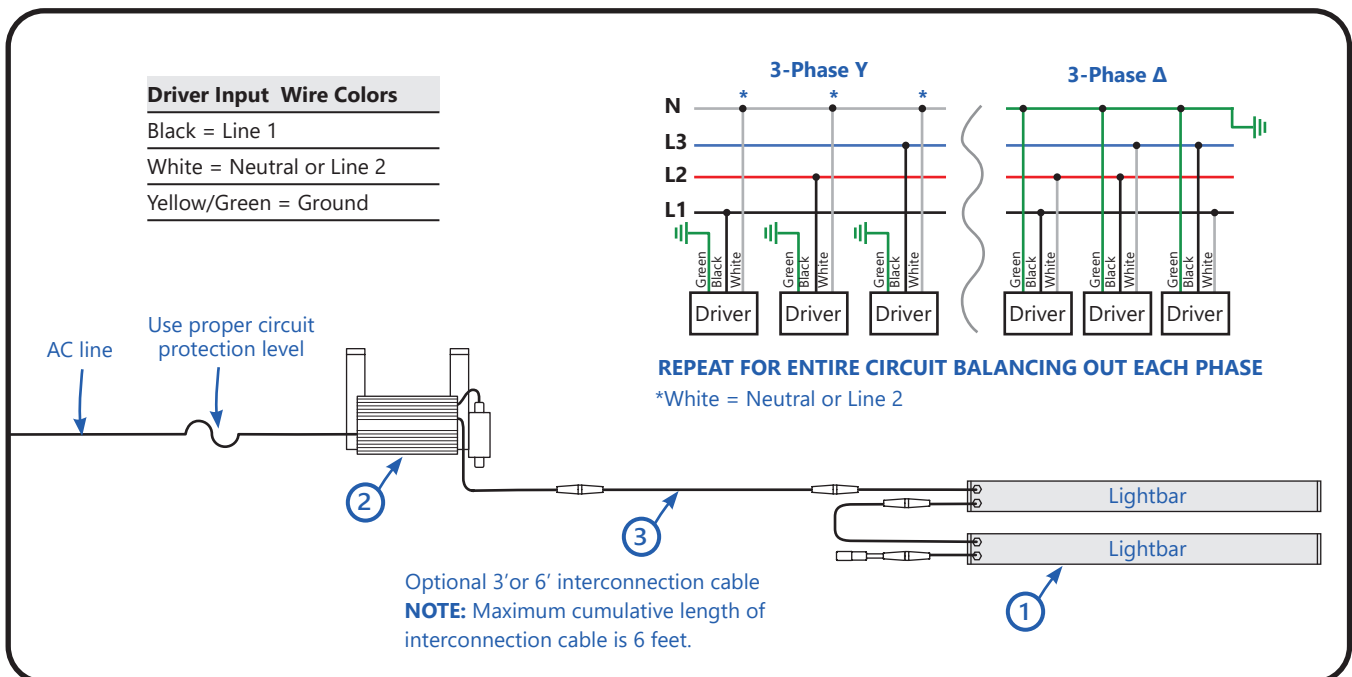 Driver Input Wire Colors
Black = Line 1
White = Neutral or Line 2
Yellow/Green = Ground
3-Phase Y
3-Phase Δ
* * *
N
L3
L2
L1
Green Black White
Green Black White
Green Black White
Green Black White
Green Black White
Green Black White
Driver Driver Driver Driver Driver Driver
REPEAT FOR ENTIRE CIRCUIT BALANCING OUT EACH PHASE
*White = Neutral or Line 2
AC line
Use proper circuit
protection level
2
3
Lightbar
Lightbar
1
Optional 3’or 6’ interconnection cable
NOTE: Maximum cumulative length of
interconnection cable is 6 feet.